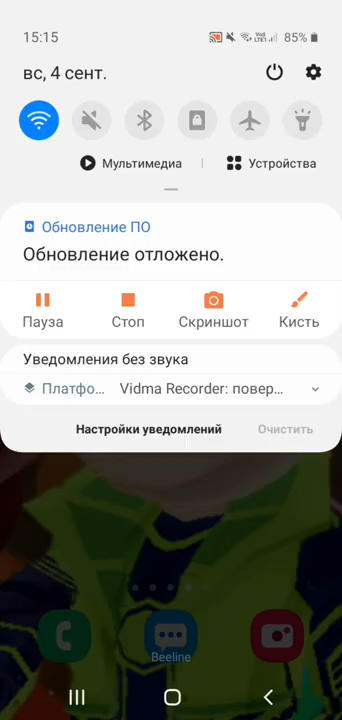 15:15
85%
вс, 4 сент.
Мультимедиа
Устройства
Обновление ПО
Обновление отложено.
Пауза Стоп Скриншот Кисть
Уведомления без звука
Платфо... Vidma Recorder: повер...
Настройки уведомлений Очистить
Beeline